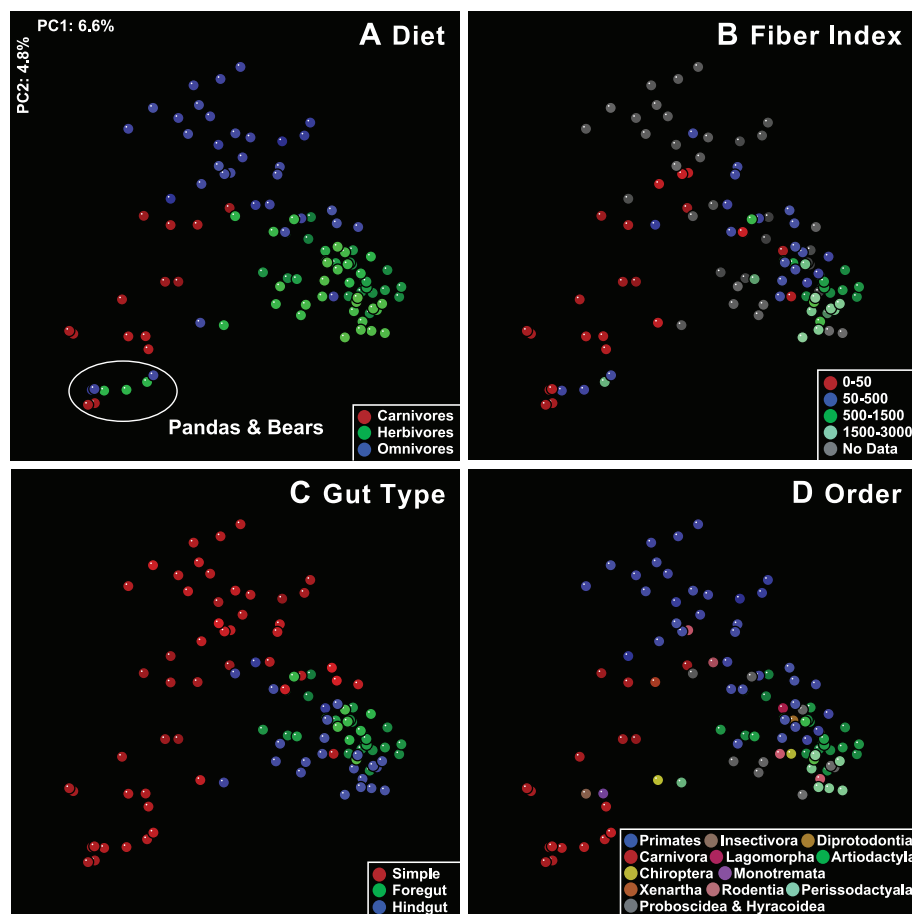 PC1: 6.6%
PC2: 4.8%
A Diet
Pandas & Bears
Carnivores
Herbivores
Omnivores
B Fiber Index
0-50
50-500
500-1500
1500-3000
No Data
C Gut Type
Simple
Foregut
Hindgut
D Order
Primates Insectivora Diprotodontia
Carnivora Lagomorpha Artiodactyla
Chiroptera Monotremata
Xenartha Rodentia Perissodactyala
Proboscidea & Hyracoidea